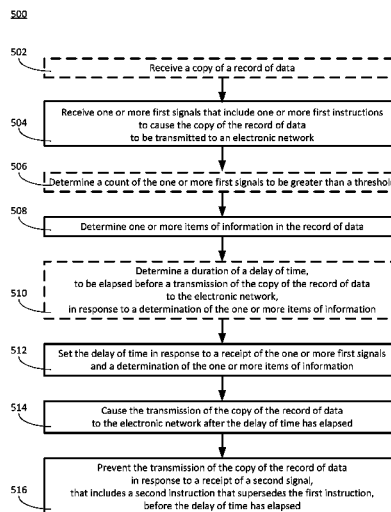 500
502
Receive a copy of a record of data
504
Receive one or more first signals that include one or more first instructions
to cause the copy of the record of data
to be transmitted to an electronic network
506
Determine a count of the one or more first signals to be greater than a threshold
508
Determine one or more items of information in the record of data
510
Determine a duration of a delay of time,
to be elapsed before a transmission of the copy of the record of data
to the electronic network,
in response to a determination of the one or more items of information
512
Set the delay of time in response to a receipt of the one or more first signals
and a determination of the one or more items of information
514
Cause the transmission of the copy of the record of data
to the electronic network after the delay of time has elapsed
516
Prevent the transmission of the copy of the record of data
in response to a receipt of a second signal,
that includes a second instruction that supersedes the first instruction,
before the delay of time has elapsed